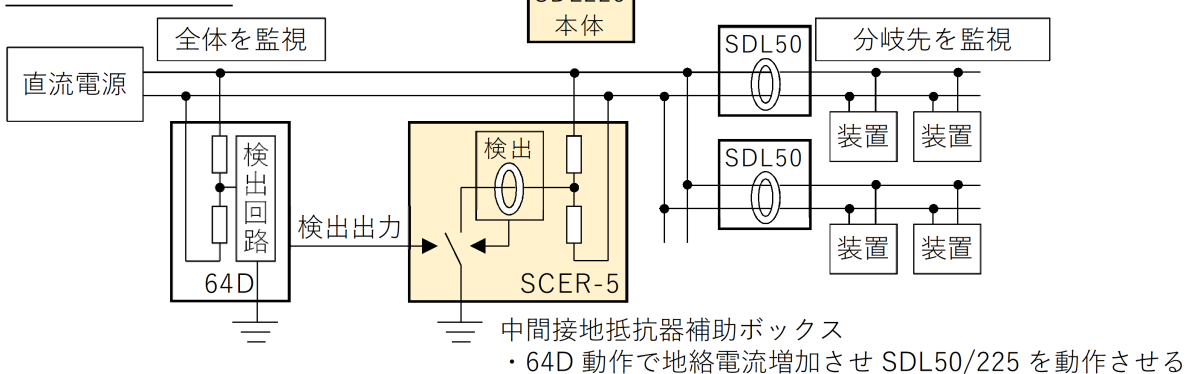 本体
全体を監視
SDL50
分岐先を監視
直流電源
装置
装置
検出
検出回路
SDL50
検出出力
装置
装置
64D
SCER-5
中間接地抵抗器補助ボックス
・64D 動作で地絡電流増加させ SDL50/225 を動作させる